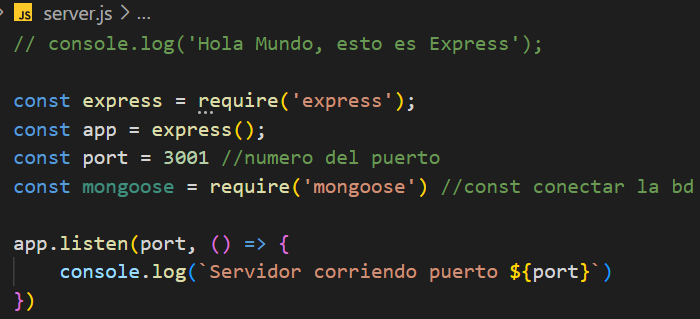 JS server.js > ...
// console.log('Hola Mundo, esto es Express');
const express = require('express');
const app = express();
const port = 3001 //numero del puerto
const mongoose = require('mongoose') //const conectar la bd
app.listen(port, () => {
console.log(`Servidor corriendo puerto ${port}`)
})